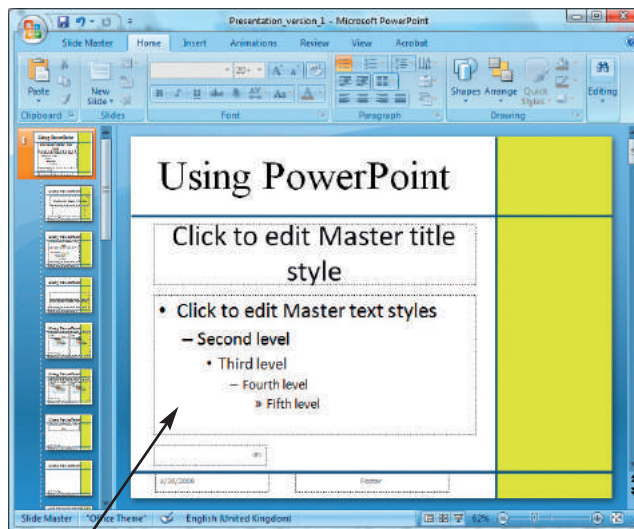 Presentation_version_1 - Microsoft PowerPoint
Slide Master Home Insert Animations Review View Acrobat
Paste New Slide Shapes Arrange Quick Styles Editing
Clipboard Slides Font Paragraph Drawing
Using PowerPoint
Click to edit Master title
style
• Click to edit Master text styles
– Second level
• Third level
– Fourth level
» Fifth level
Footer
Slide Master "Office Theme" English (United Kingdom) 62%